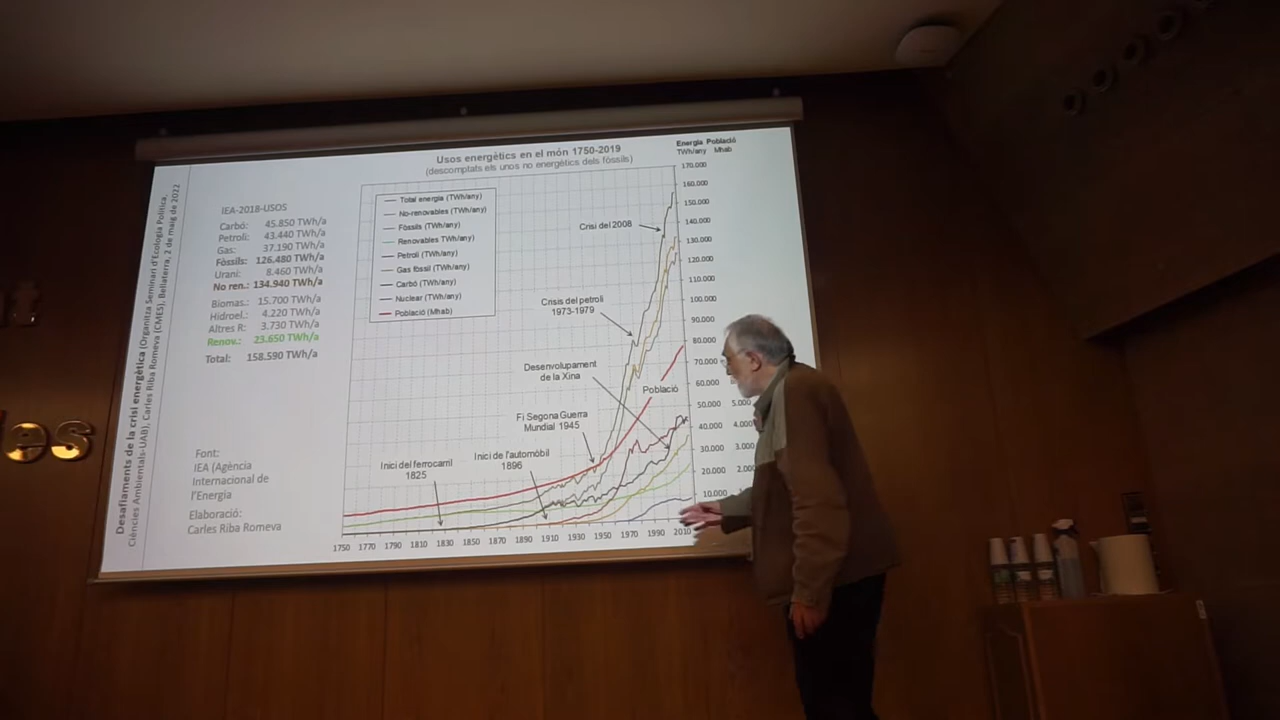 Desafiaments de la crisi energètica (Organitza Seminari d'Ecologia Política,
Ciències Ambientals-UAB), Carles Riba Romeva (CMES), Bellaterra, 2 de maig de 2022
IEA-2018-USOS
Carbó: 45.850 TWh/a
Petroli: 43.440 TWh/a
Gas: 37.190 TWh/a
Fòssils: 126.480 TWh/a
Urani: 8.460 TWh/a
No ren.: 134.940 TWh/a
Biomas.: 15.700 TWh/a
Hidroel.: 4.220 TWh/a
Altres R: 3.730 TWh/a
Renov.: 23.650 TWh/a
Total: 158.590 TWh/a
Font:
IEA (Agència
Internacional de
l'Energia
Elaboració:
Carles Riba Romeva
Usos energètics en el món 1750-2019
(descomptats els usos no energètics dels fòssils)
Energia Població
TWh/any Mhab
Total energia (TWh/any)
No-renovables (TWh/any)
Fòssils (TWh/any)
Renovables TWh/any)
Petroli (TWh/any)
Gas fòssil (TWh/any)
Carbó (TWh/any)
Nuclear (TWh/any)
Població (Mhab)
Crisi del 2008
Crisis del petroli
1973-1979
Desenvolupament
de la Xina
Població
Fi Segona Guerra
Mundial 1945
Inici de l'automòbil
1896
Inici del ferrocarril
1825
170.000
160.000
150.000
140.000
130.000
120.000
110.000
100.000
90.000
80.000
70.000
60.000
50.000 5.000
40.000 4.000
30.000 3.000
20.000 2.000
10.000
1750 1770 1790 1810 1830 1850 1870 1890 1910 1930 1950 1970 1990 2010
es